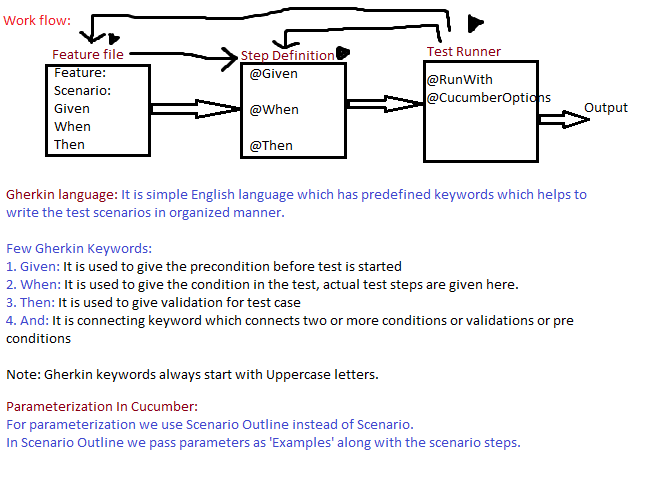 Work flow:
Feature file
Step Definition
Test Runner
Feature:
Scenario:
Given
When
Then
@Given
@When
@Then
@RunWith
@CucumberOptions
Output
Gherkin language: It is simple English language which has predefined keywords which helps to
write the test scenarios in organized manner.
Few Gherkin Keywords:
1. Given: It is used to give the precondition before test is started
2. When: It is used to give the condition in the test, actual test steps are given here.
3. Then: It is used to give validation for test case
4. And: It is connecting keyword which connects two or more conditions or validations or pre
conditions
Note: Gherkin keywords always start with Uppercase letters.
Parameterization In Cucumber:
For parameterization we use Scenario Outline instead of Scenario.
In Scenario Outline we pass parameters as 'Examples' along with the scenario steps.